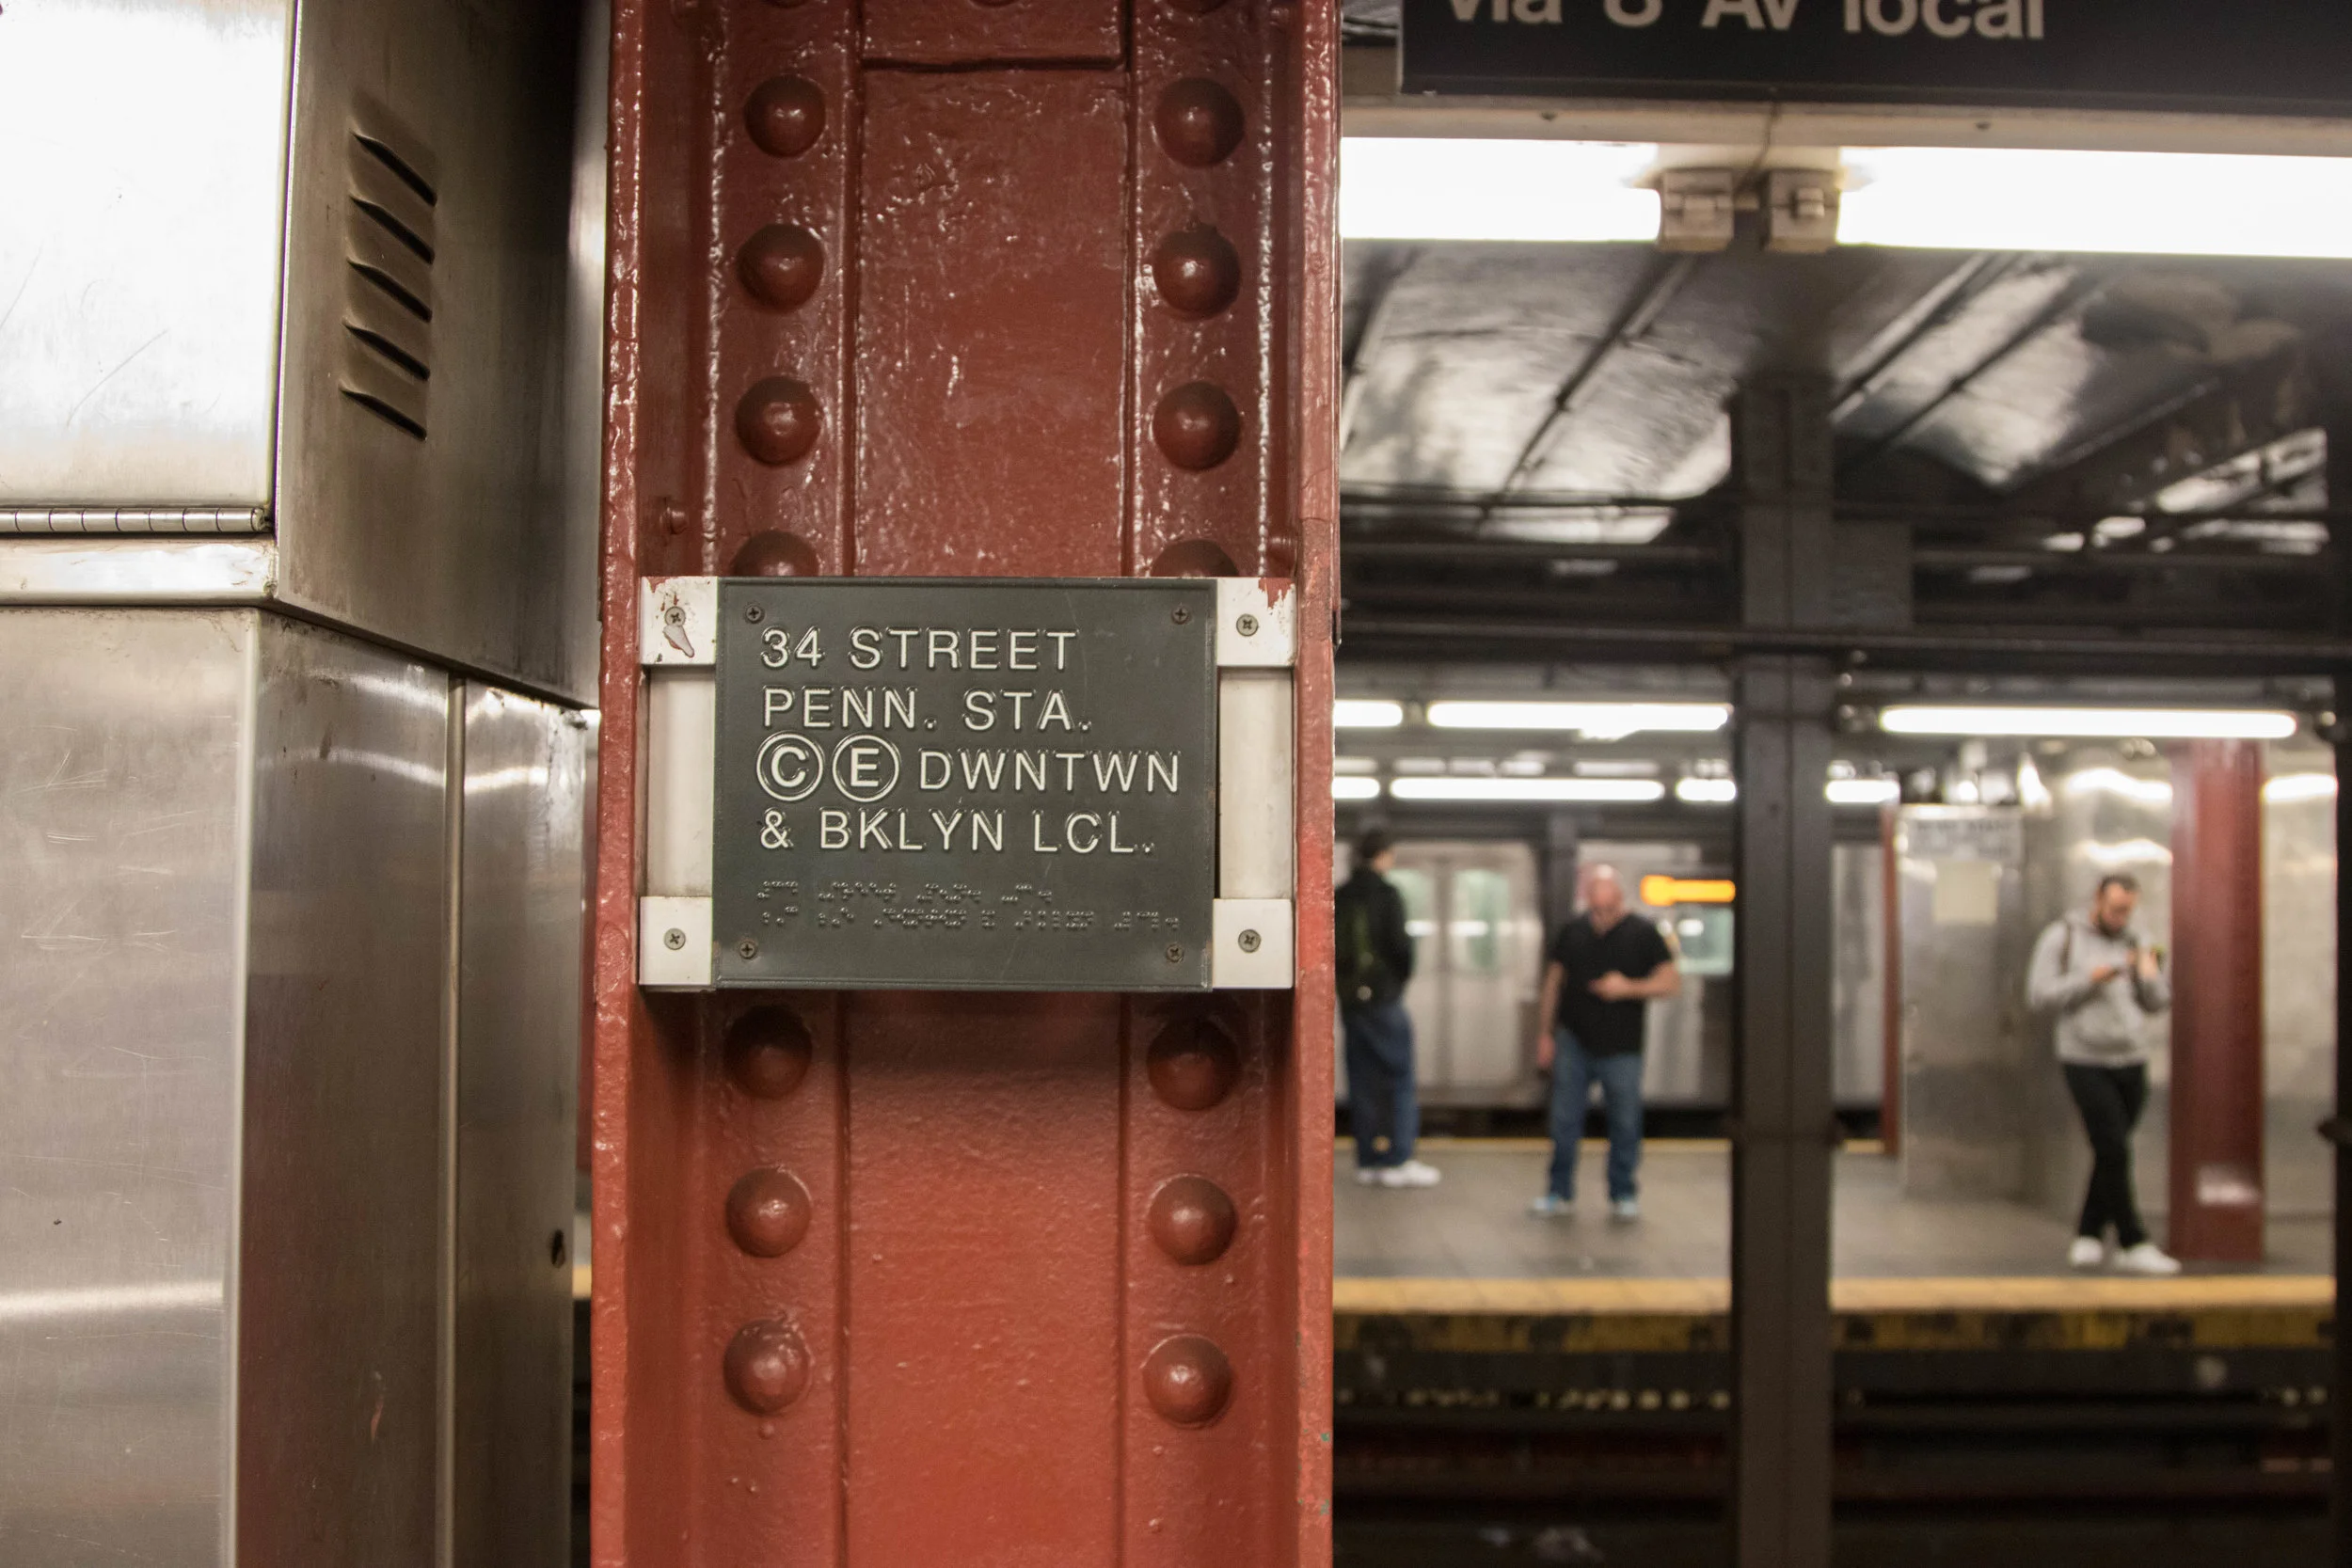 via 8 Av local
34 STREET
PENN. STA.
C E DWNTWN
& BKLYN LCL.